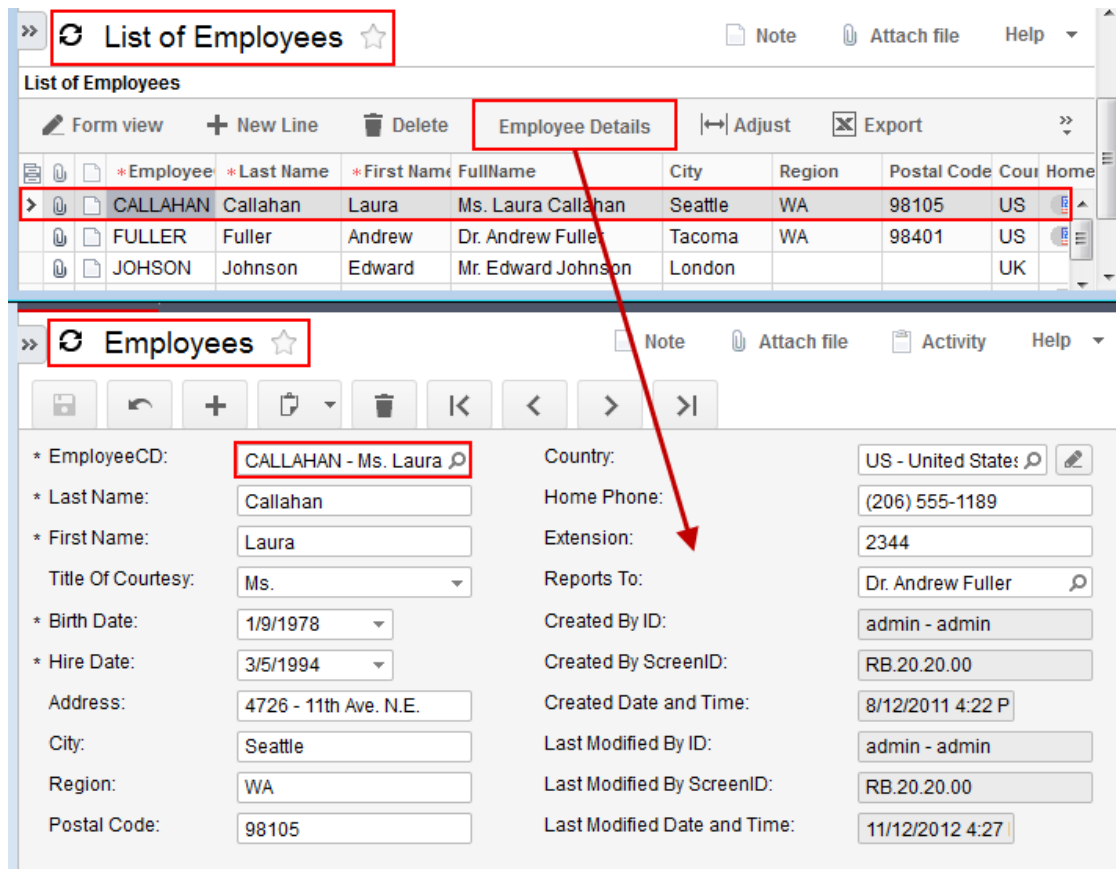 List of Employees Note Attach file Help
List of Employees
Form view New Line Delete Employee Details Adjust Export
*Employee *Last Name *First Name FullName City Region Postal Code Coun Home
CALLAHAN Callahan Laura Ms. Laura Callahan Seattle WA 98105 US
FULLER Fuller Andrew Dr. Andrew Fuller Tacoma WA 98401 US
JOHSON Johnson Edward Mr. Edward Johnson London UK
Employees Note Attach file Activity Help
* EmployeeCD: CALLAHAN - Ms. Laura Country: US - United States
* Last Name: Callahan Home Phone: (206) 555-1189
* First Name: Laura Extension: 2344
Title Of Courtesy: Ms. Reports To: Dr. Andrew Fuller
* Birth Date: 1/9/1978 Created By ID: admin - admin
* Hire Date: 3/5/1994 Created By ScreenID: RB.20.20.00
Address: 4726 - 11th Ave. N.E. Created Date and Time: 8/12/2011 4:22 P
City: Seattle Last Modified By ID: admin - admin
Region: WA Last Modified By ScreenID: RB.20.20.00
Postal Code: 98105 Last Modified Date and Time: 11/12/2012 4:27